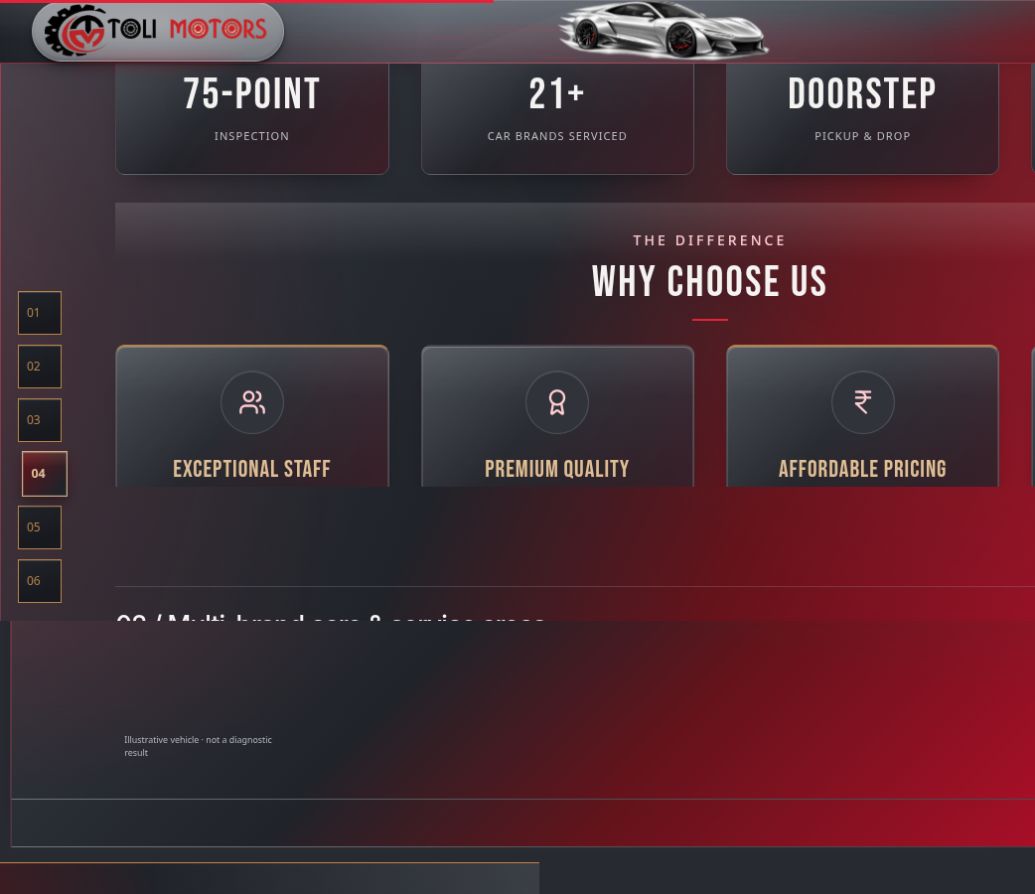 TOLI MOTORS
75-POINT
INSPECTION
21+
CAR BRANDS SERVICED
DOORSTEP
PICKUP & DROP
THE DIFFERENCE
WHY CHOOSE US
01
02
03
04
05
06
EXCEPTIONAL STAFF
PREMIUM QUALITY
₹
AFFORDABLE PRICING
Illustrative vehicle · not a diagnostic
result